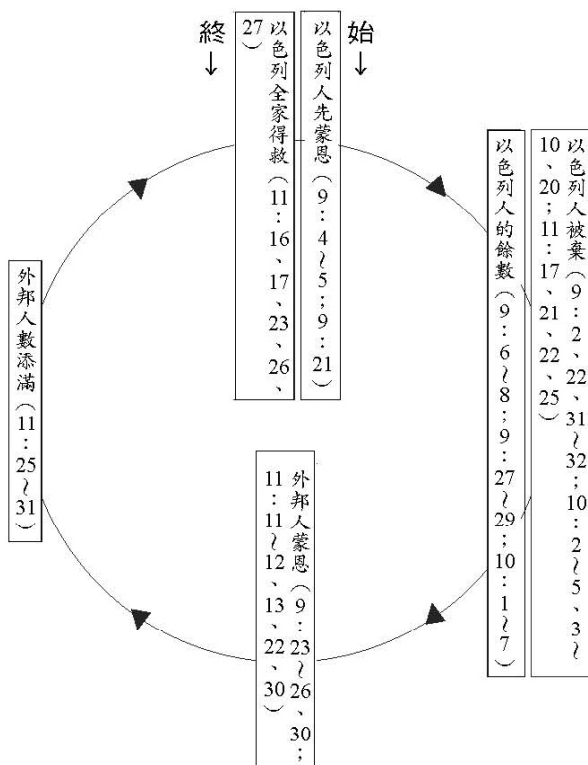 始
↓
以色列人先蒙恩（9：4～5；9：21）
終
↓
以色列全家得救（11：16、17、23、26、
27）
以色列人被棄（9：2、22、31～32；10：2～5、3～
10、20；11：17、21、22、25）
以色列人的餘數（9：6～8；9：27～29；10：1～7）
外邦人蒙恩（9：23～26、30；
11：11～12、13、22、30）
外邦人數添滿（11：25～31）